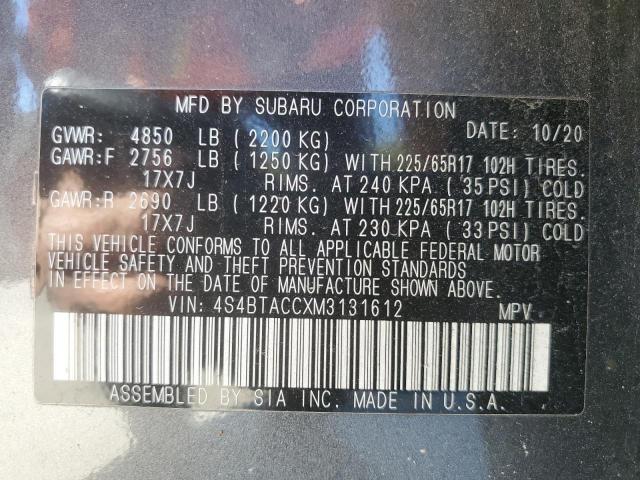 MFD BY SUBARU CORPORATION
GVWR: 4850 LB (2200 KG) DATE: 10/20
GAWR:F 2756 LB (1250 KG) WITH 225/65R17 102H TIRES.
17X7J RIMS. AT 240 KPA (35 PSI) COLD
GAWR:R 2690 LB (1220 KG) WITH 225/65R17 102H TIRES.
17X7J RIMS. AT 230 KPA (33 PSI) COLD
THIS VEHICLE CONFORMS TO ALL APPLICABLE FEDERAL MOTOR
VEHICLE SAFETY AND THEFT PREVENTION STANDARDS
IN EFFECT ON THE DATE OF MANUFACTURE SHOWN ABOVE.
VIN: 4S4BTACCXM3131612 MPV
ASSEMBLED BY SIA INC. MADE IN U.S.A.